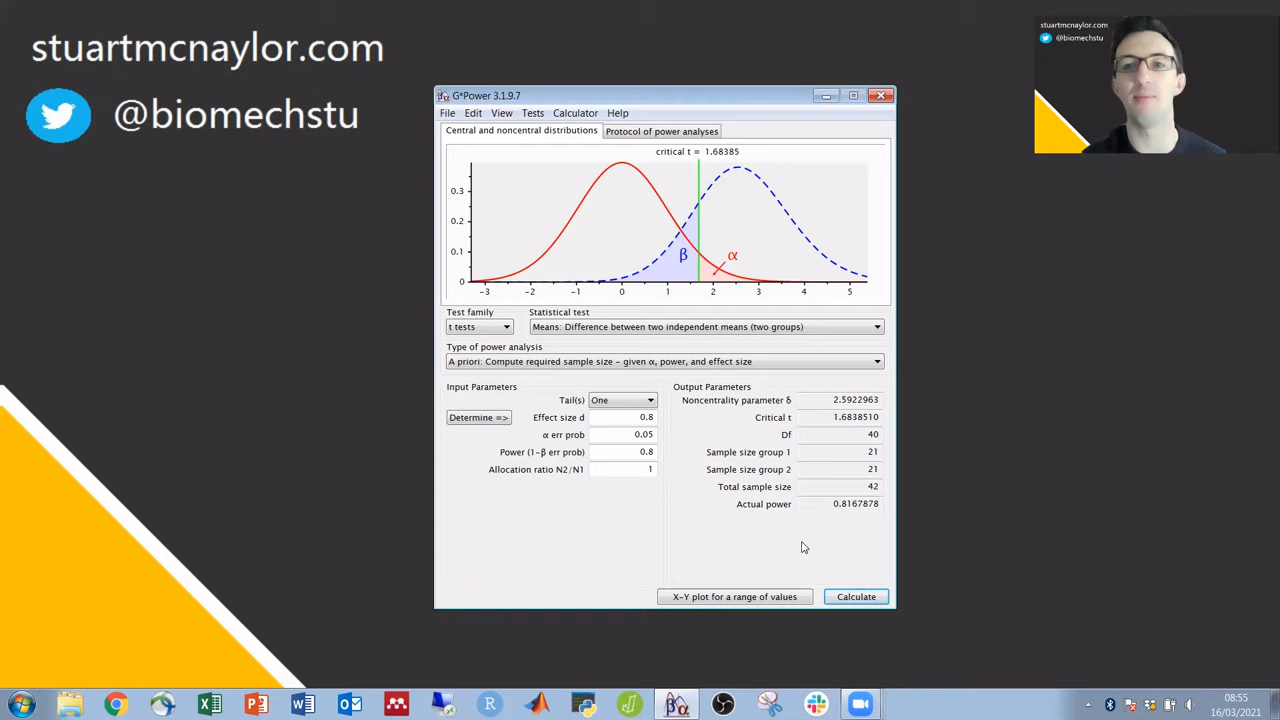 stuartmcnaylor.com
@biomechstu
stuartmcnaylor.com
@biomechstu
G*Power 3.1.9.7
File Edit View Tests Calculator Help
Central and noncentral distributions Protocol of power analyses
critical t = 1.68385
0.3
0.2
0.1
0
β
α
-3 -2 -1 0 1 2 3 4 5
Test family Statistical test
t tests Means: Difference between two independent means (two groups)
Type of power analysis
A priori: Compute required sample size - given α, power, and effect size
Input Parameters
Tail(s) One
Determine => Effect size d 0.8
α err prob 0.05
Power (1-β err prob) 0.8
Allocation ratio N2/N1 1
Output Parameters
Noncentrality parameter δ 2.5922963
Critical t 1.6838510
Df 40
Sample size group 1 21
Sample size group 2 21
Total sample size 42
Actual power 0.8167878
X-Y plot for a range of values Calculate
08:55
16/03/2021